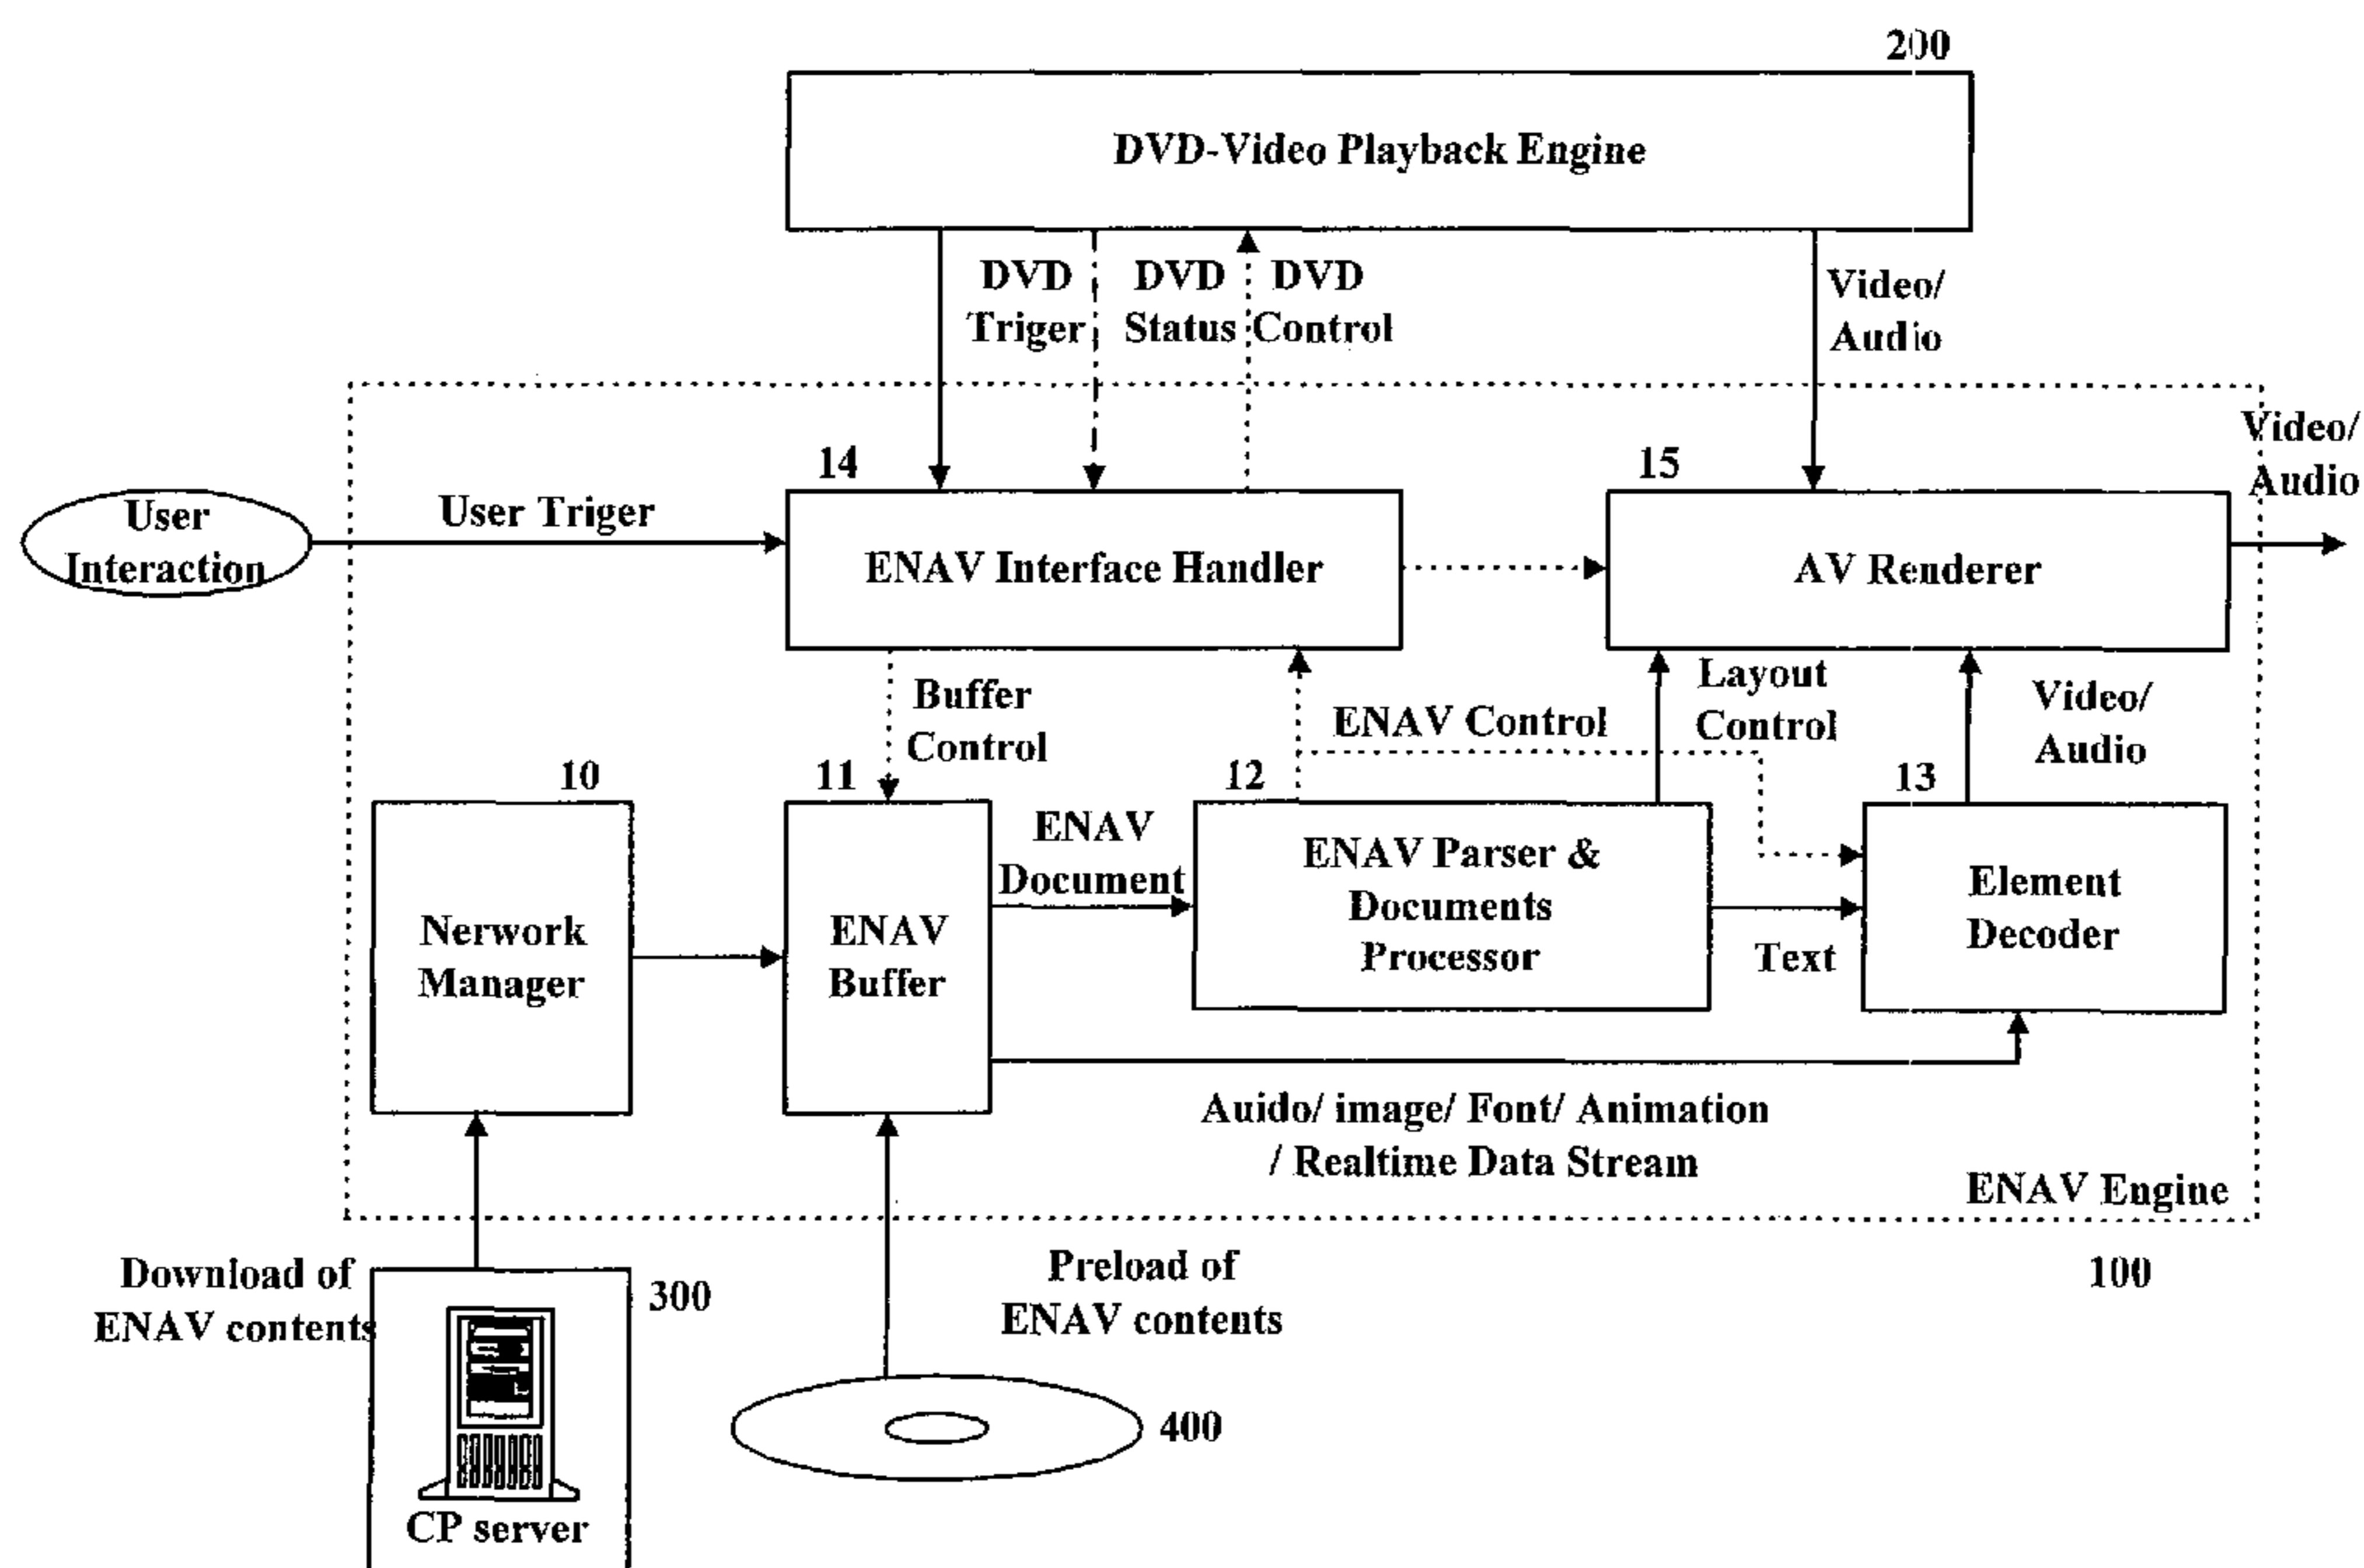 200
DVD-Video Playback Engine
DVD
Triger
DVD
Status
DVD
Control
Video/
Audio
Video/
Audio
14
15
User
Interaction
User Triger
ENAV Interface Handler
AV Renderer
Buffer
Control
ENAV Control
Layout
Control
Video/
Audio
10
11
12
13
Nerwork
Manager
ENAV
Buffer
ENAV
Document
ENAV Parser &
Documents
Processor
Text
Element
Decoder
Auido/ image/ Font/ Animation
/ Realtime Data Stream
ENAV Engine
100
Download of
ENAV contents
300
Preload of
ENAV contents
400
CP server